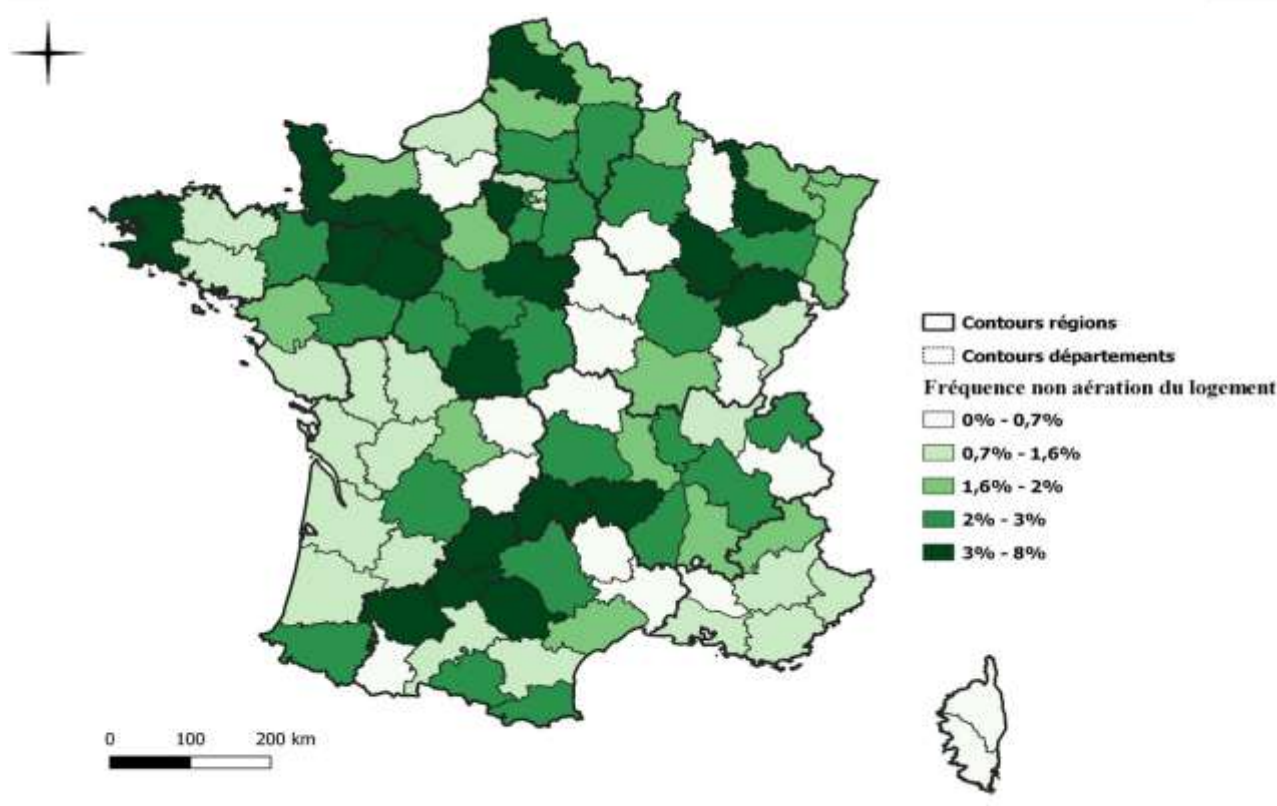 Contours régions
Contours départements
Fréquence non aération du logement
0% - 0,7%
0,7% - 1,6%
1,6% - 2%
2% - 3%
3% - 8%
0 100 200 km